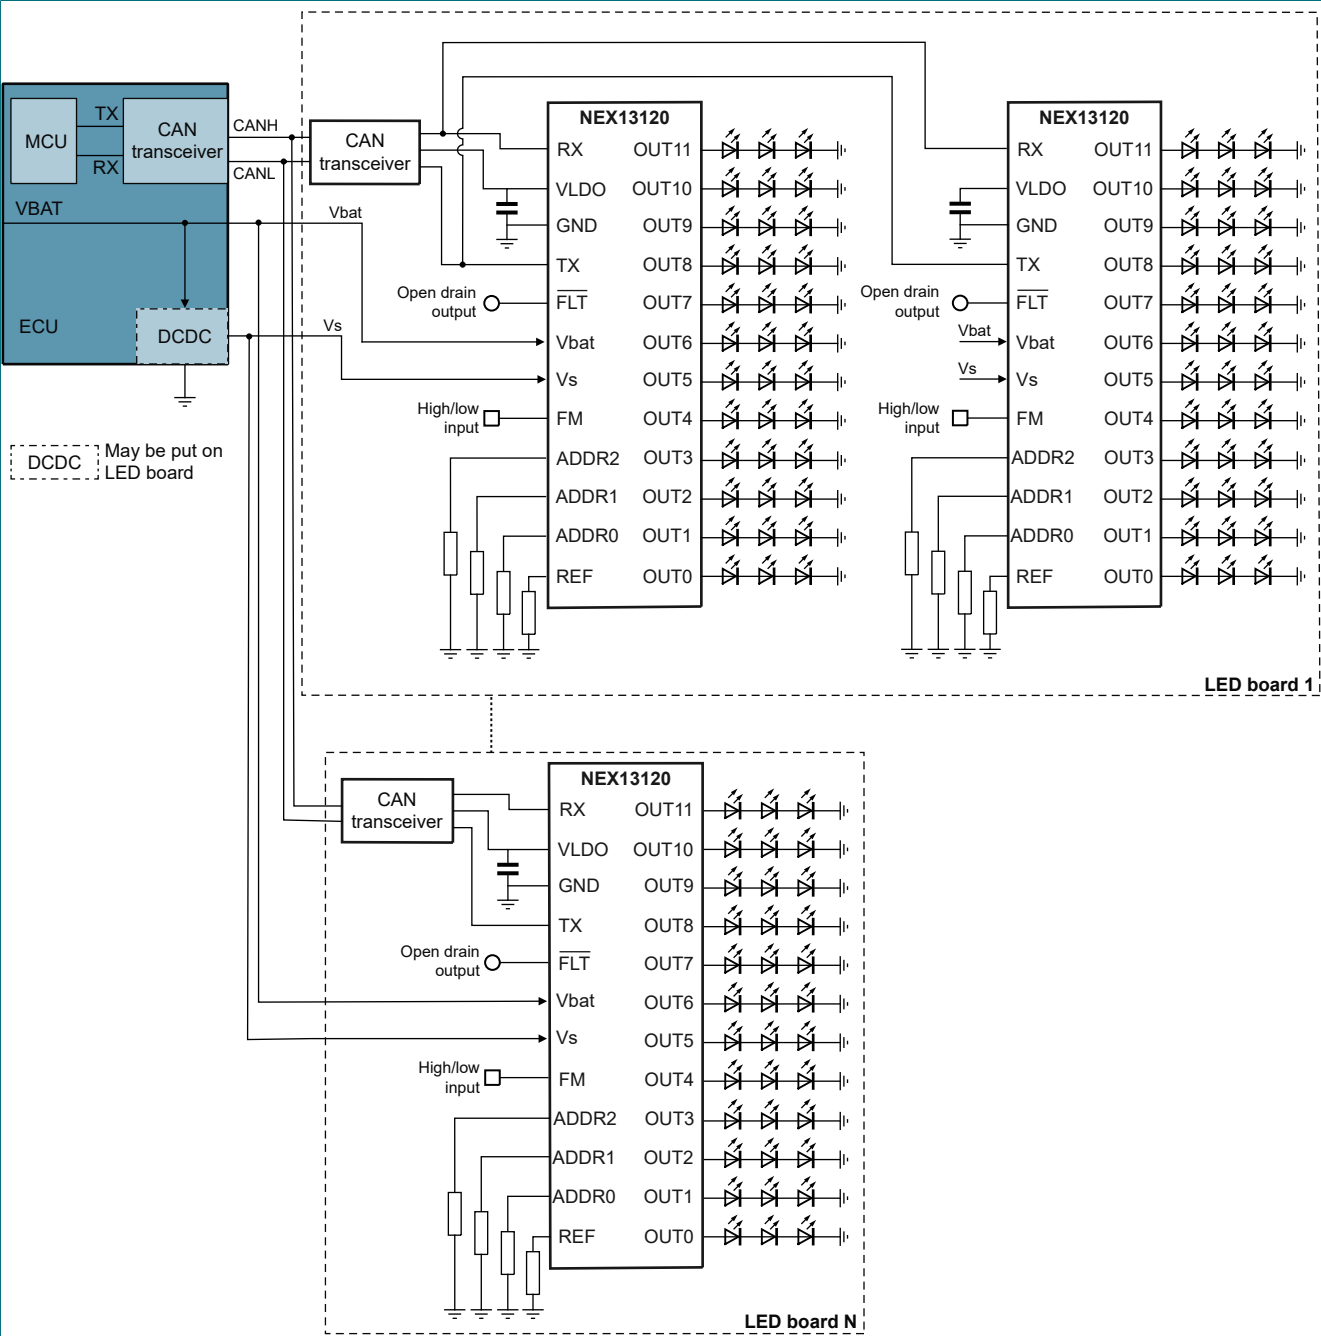 MCU
TX
RX
CAN
transceiver
CANH
CANL
VBAT
ECU
DCDC
Vbat
Vs
DCDC
May be put on
LED board
CAN
transceiver
NEX13120
RX
VLDO
GND
TX
FLT
Vbat
Vs
FM
ADDR2
ADDR1
ADDR0
REF
OUT11
OUT10
OUT9
OUT8
OUT7
OUT6
OUT5
OUT4
OUT3
OUT2
OUT1
OUT0
Open drain
output
High/low
input
NEX13120
RX
VLDO
GND
TX
FLT
Vbat
Vs
FM
ADDR2
ADDR1
ADDR0
REF
OUT11
OUT10
OUT9
OUT8
OUT7
OUT6
OUT5
OUT4
OUT3
OUT2
OUT1
OUT0
Open drain
output
Vbat
Vs
High/low
input
LED board 1
CAN
transceiver
NEX13120
RX
VLDO
GND
TX
FLT
Vbat
Vs
FM
ADDR2
ADDR1
ADDR0
REF
OUT11
OUT10
OUT9
OUT8
OUT7
OUT6
OUT5
OUT4
OUT3
OUT2
OUT1
OUT0
Open drain
output
High/low
input
LED board N